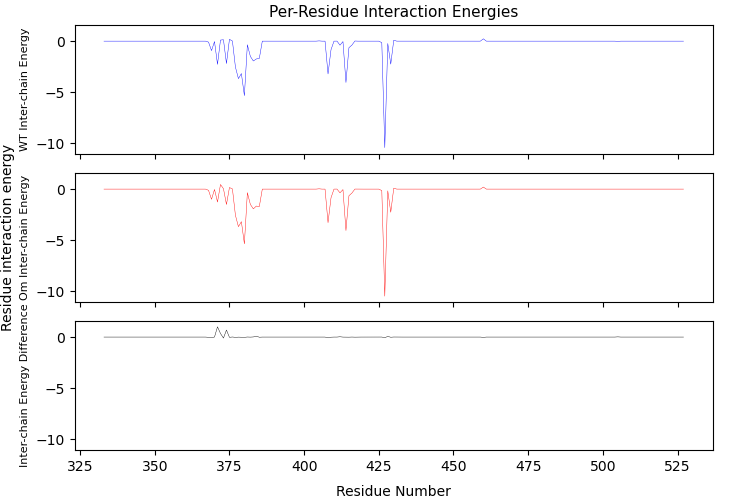 Per-Residue Interaction Energies
Residue interaction energy
WT Inter-chain Energy
0
−5
−10
Om Inter-chain Energy
0
−5
−10
Inter-chain Energy Difference
0
−5
−10
325 350 375 400 425 450 475 500 525
Residue Number